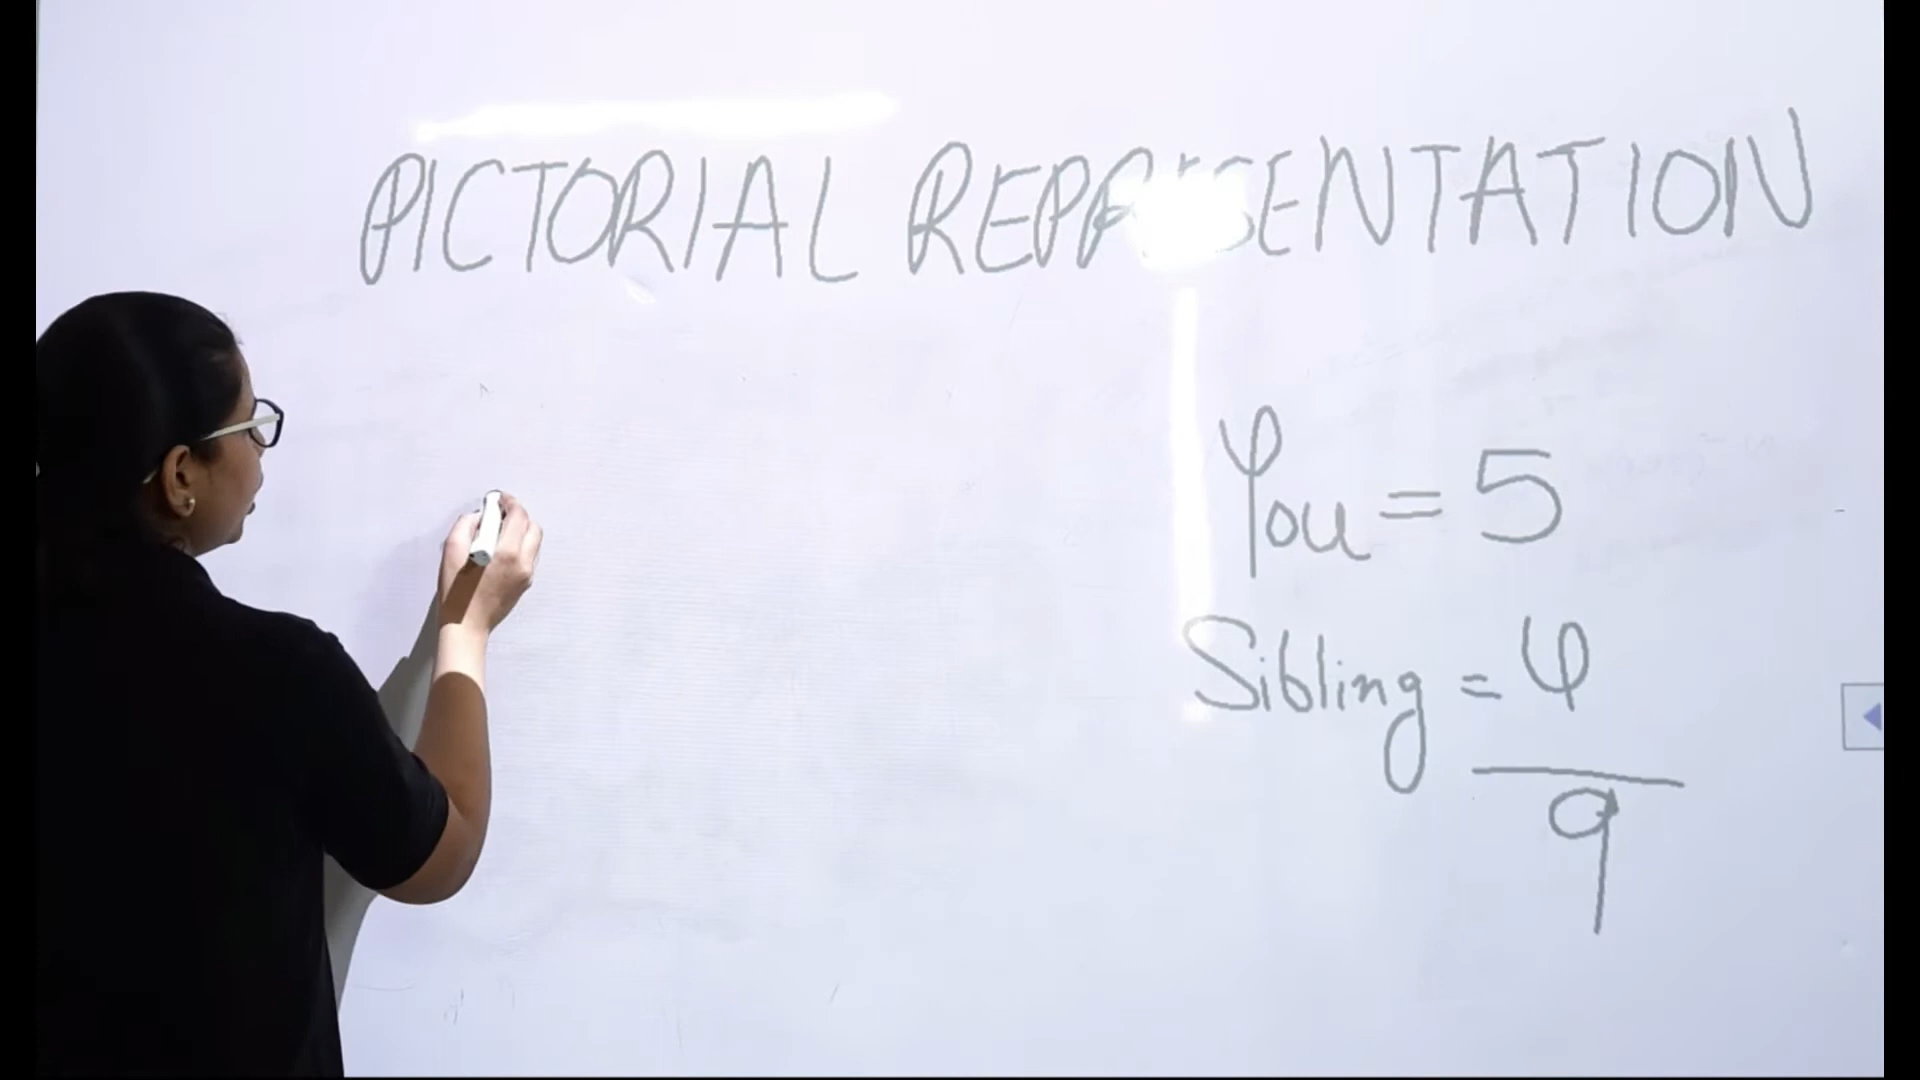 PICTORIAL REPRESENTATION
You = 5
Sibling = 4
9